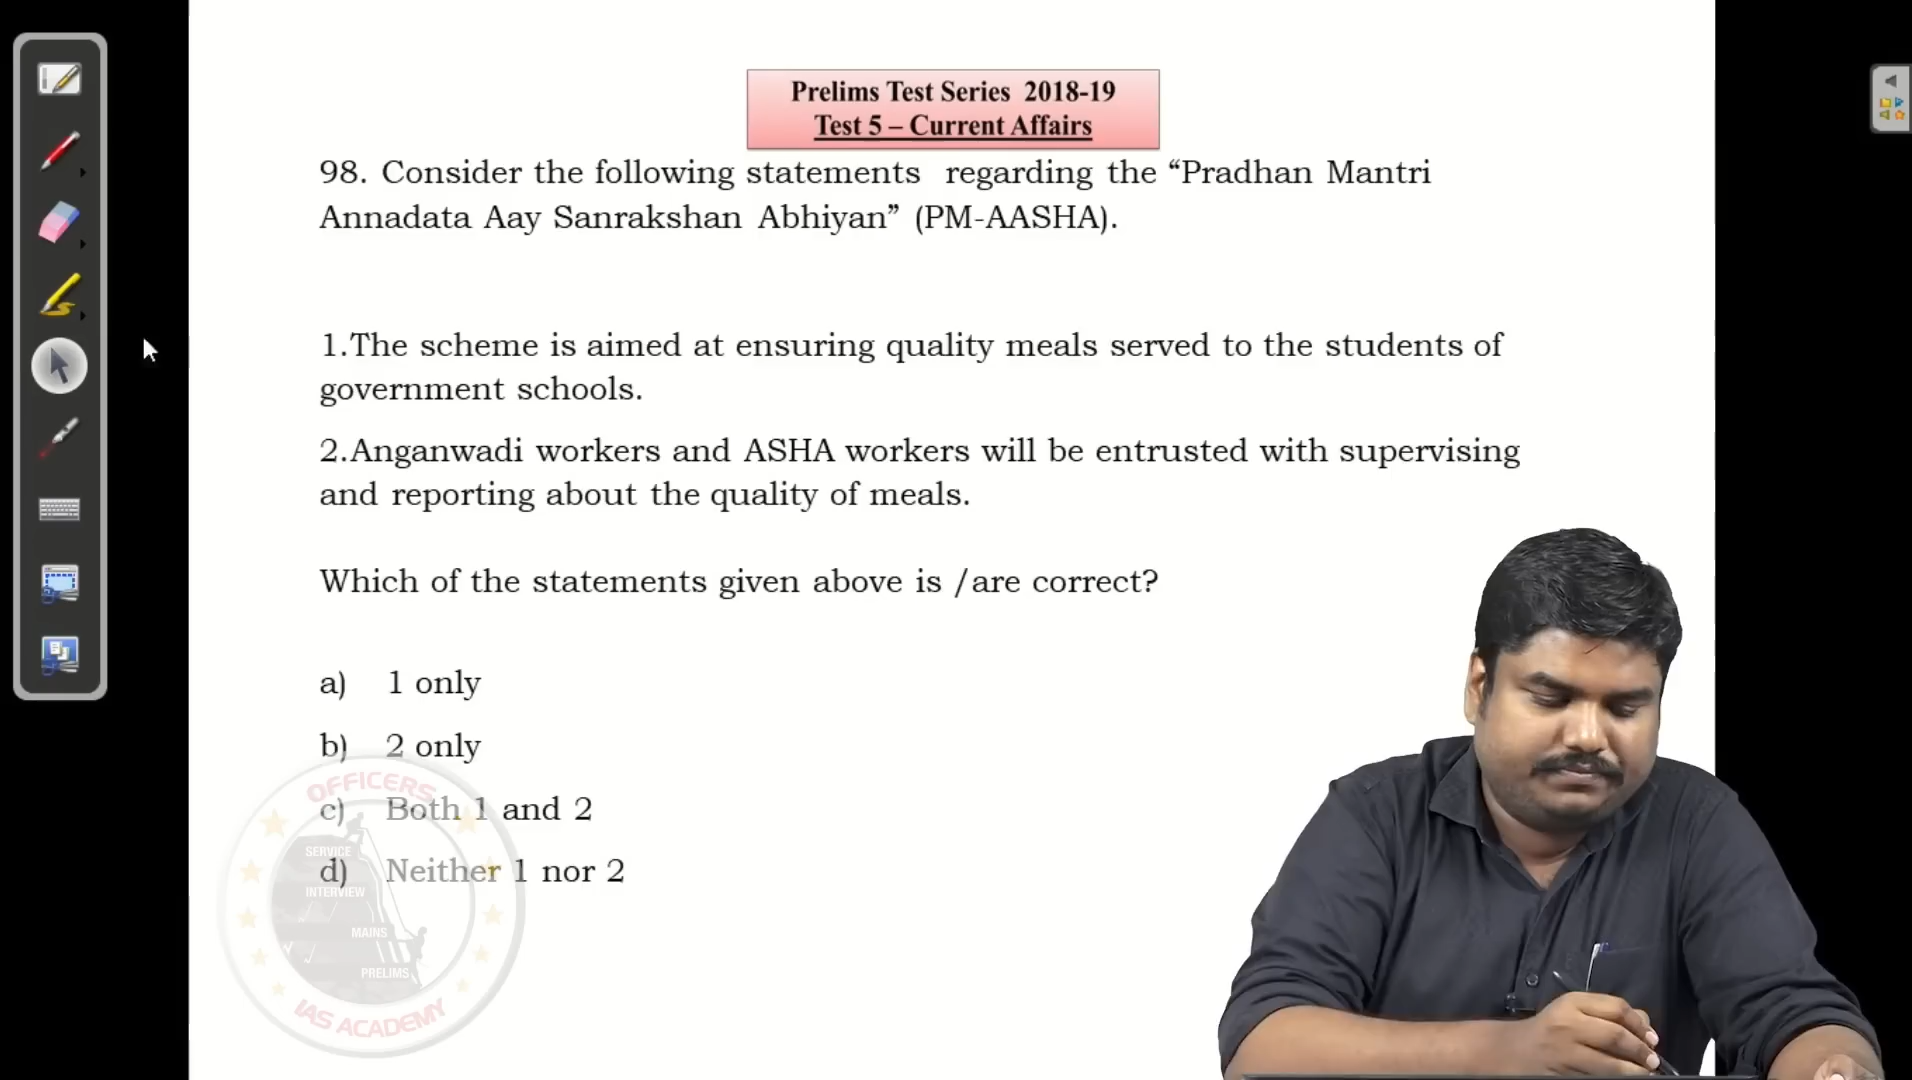 Prelims Test Series 2018-19
Test 5 – Current Affairs
98. Consider the following statements regarding the “Pradhan Mantri
Annadata Aay Sanrakshan Abhiyan” (PM-AASHA).
1.The scheme is aimed at ensuring quality meals served to the students of
government schools.
2.Anganwadi workers and ASHA workers will be entrusted with supervising
and reporting about the quality of meals.
Which of the statements given above is /are correct?
a) 1 only
b) 2 only
c) Both 1 and 2
d) Neither 1 nor 2
OFFICERS
SERVICE
INTERVIEW
MAINS
PRELIMS
IAS ACADEMY